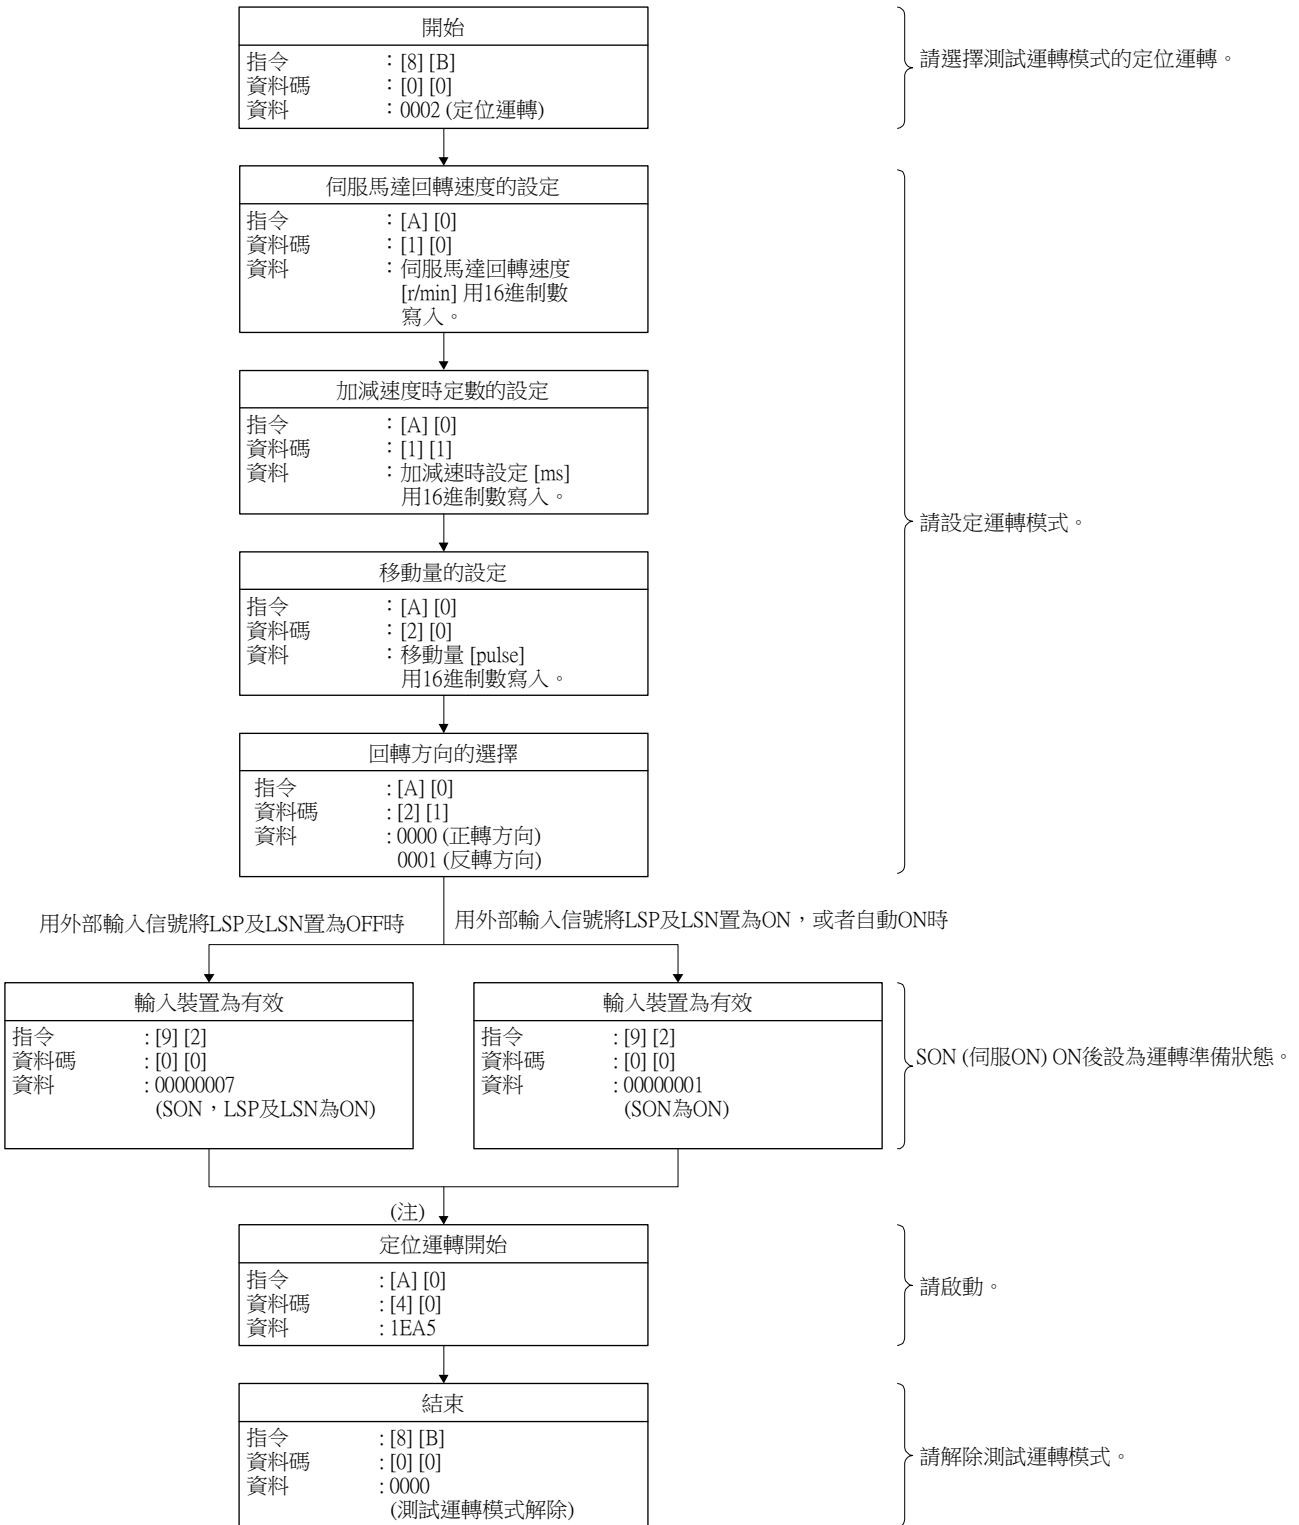 開始
指令 :[8] [B]
資料碼 :[0] [0]
資料 :0002 (定位運轉)
請選擇測試運轉模式的定位運轉。
伺服馬達回轉速度的設定
指令 :[A] [0]
資料碼 :[1] [0]
資料 :伺服馬達回轉速度
[r/min] 用16進制數
寫入。
加減速度時定數的設定
指令 :[A] [0]
資料碼 :[1] [1]
資料 :加減速時設定 [ms]
用16進制數寫入。
請設定運轉模式。
移動量的設定
指令 :[A] [0]
資料碼 :[2] [0]
資料 :移動量 [pulse]
用16進制數寫入。
回轉方向的選擇
指令 :[A] [0]
資料碼 :[2] [1]
資料 :0000 (正轉方向)
0001 (反轉方向)
用外部輸入信號將LSP及LSN置為OFF時
用外部輸入信號將LSP及LSN置為ON,或者自動ON時
輸入裝置為有效
指令 :[9] [2]
資料碼 :[0] [0]
資料 :00000007
(SON,LSP及LSN為ON)
輸入裝置為有效
指令 :[9] [2]
資料碼 :[0] [0]
資料 :00000001
(SON為ON)
SON (伺服ON) ON後設為運轉準備狀態。
(注)
定位運轉開始
指令 :[A] [0]
資料碼 :[4] [0]
資料 :1EA5
請啟動。
結束
指令 :[8] [B]
資料碼 :[0] [0]
資料 :0000
(測試運轉模式解除)
請解除測試運轉模式。